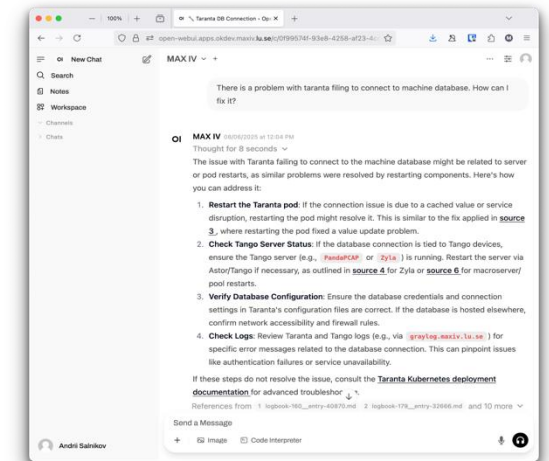 100%
Taranta DB Connection - Op
open-webui.apps.okdev.maxiv.lu.se/c/0f99574f-93e8-4258-af23-4
OI New Chat
Search
Notes
Workspace
Channels
Chats
MAX IV
There is a problem with taranta filing to connect to machine database. How can I
fix it?
OI MAX IV 08/06/2025 at 12:04 PM
Thought for 8 seconds
The issue with Taranta failing to connect to the machine database might be related to server
or pod restarts, as similar problems were resolved by restarting components. Here's how
you can address it:
1. Restart the Taranta pod: If the connection issue is due to a cached value or service
disruption, restarting the pod might resolve it. This is similar to the fix applied in source
3 , where restarting the pod fixed a value update problem.
2. Check Tango Server Status: If the database connection is tied to Tango devices,
ensure the Tango server (e.g., PandaPCAP or Zyla ) is running. Restart the server via
Astor/Tango if necessary, as outlined in source 4 for Zyla or source 6 for macroserver/
pool restarts.
3. Verify Database Configuration: Ensure the database credentials and connection
settings in Taranta's configuration files are correct. If the database is hosted elsewhere,
confirm network accessibility and firewall rules.
4. Check Logs: Review Taranta and Tango logs (e.g., via graylog.maxiv.lu.se ) for
specific error messages related to the database connection. This can pinpoint issues
like authentication failures or service unavailability.
If these steps do not resolve the issue, consult the Taranta Kubernetes deployment
documentation for advanced troubleshoo
References from 1 logbook-160__entry-40870.md 2 logbook-179__entry-32666.md and 10 more
Send a Message
Image Code Interpreter
Andrii Salnikov